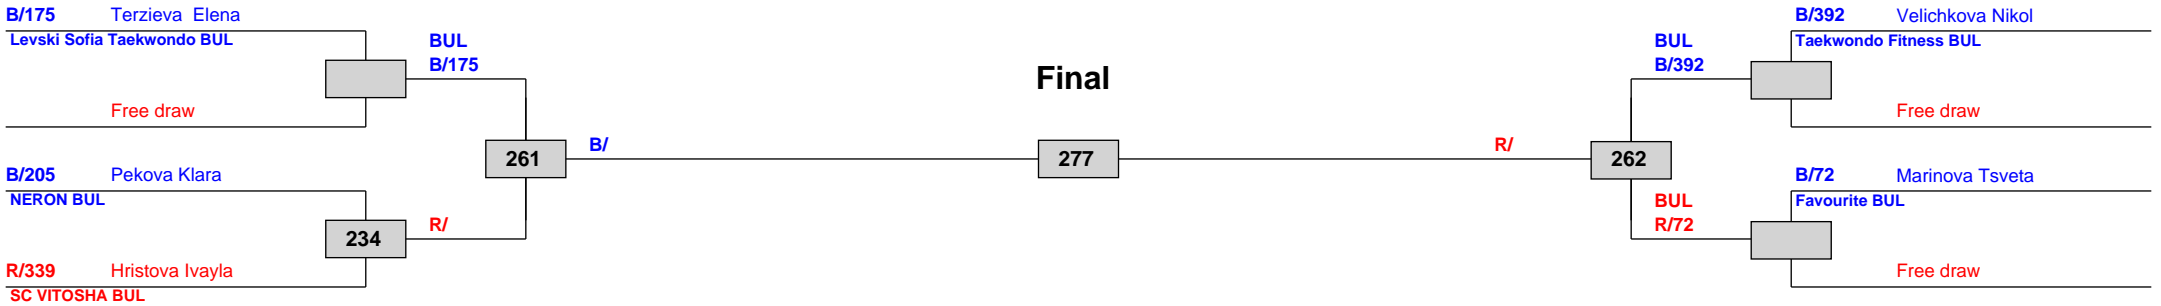 B/175 Terzieva Elena
Levski Sofia Taekwondo BUL
Free draw
BUL
B/175
B/205 Pekova Klara
NERON BUL
234
R/339 Hristova Ivayla
SC VITOSHA BUL
R/
261
B/
Final
277
R/
262
BUL
B/392
BUL
R/72
B/392 Velichkova Nikol
Taekwondo Fitness BUL
Free draw
B/72 Marinova Tsveta
Favourite BUL
Free draw